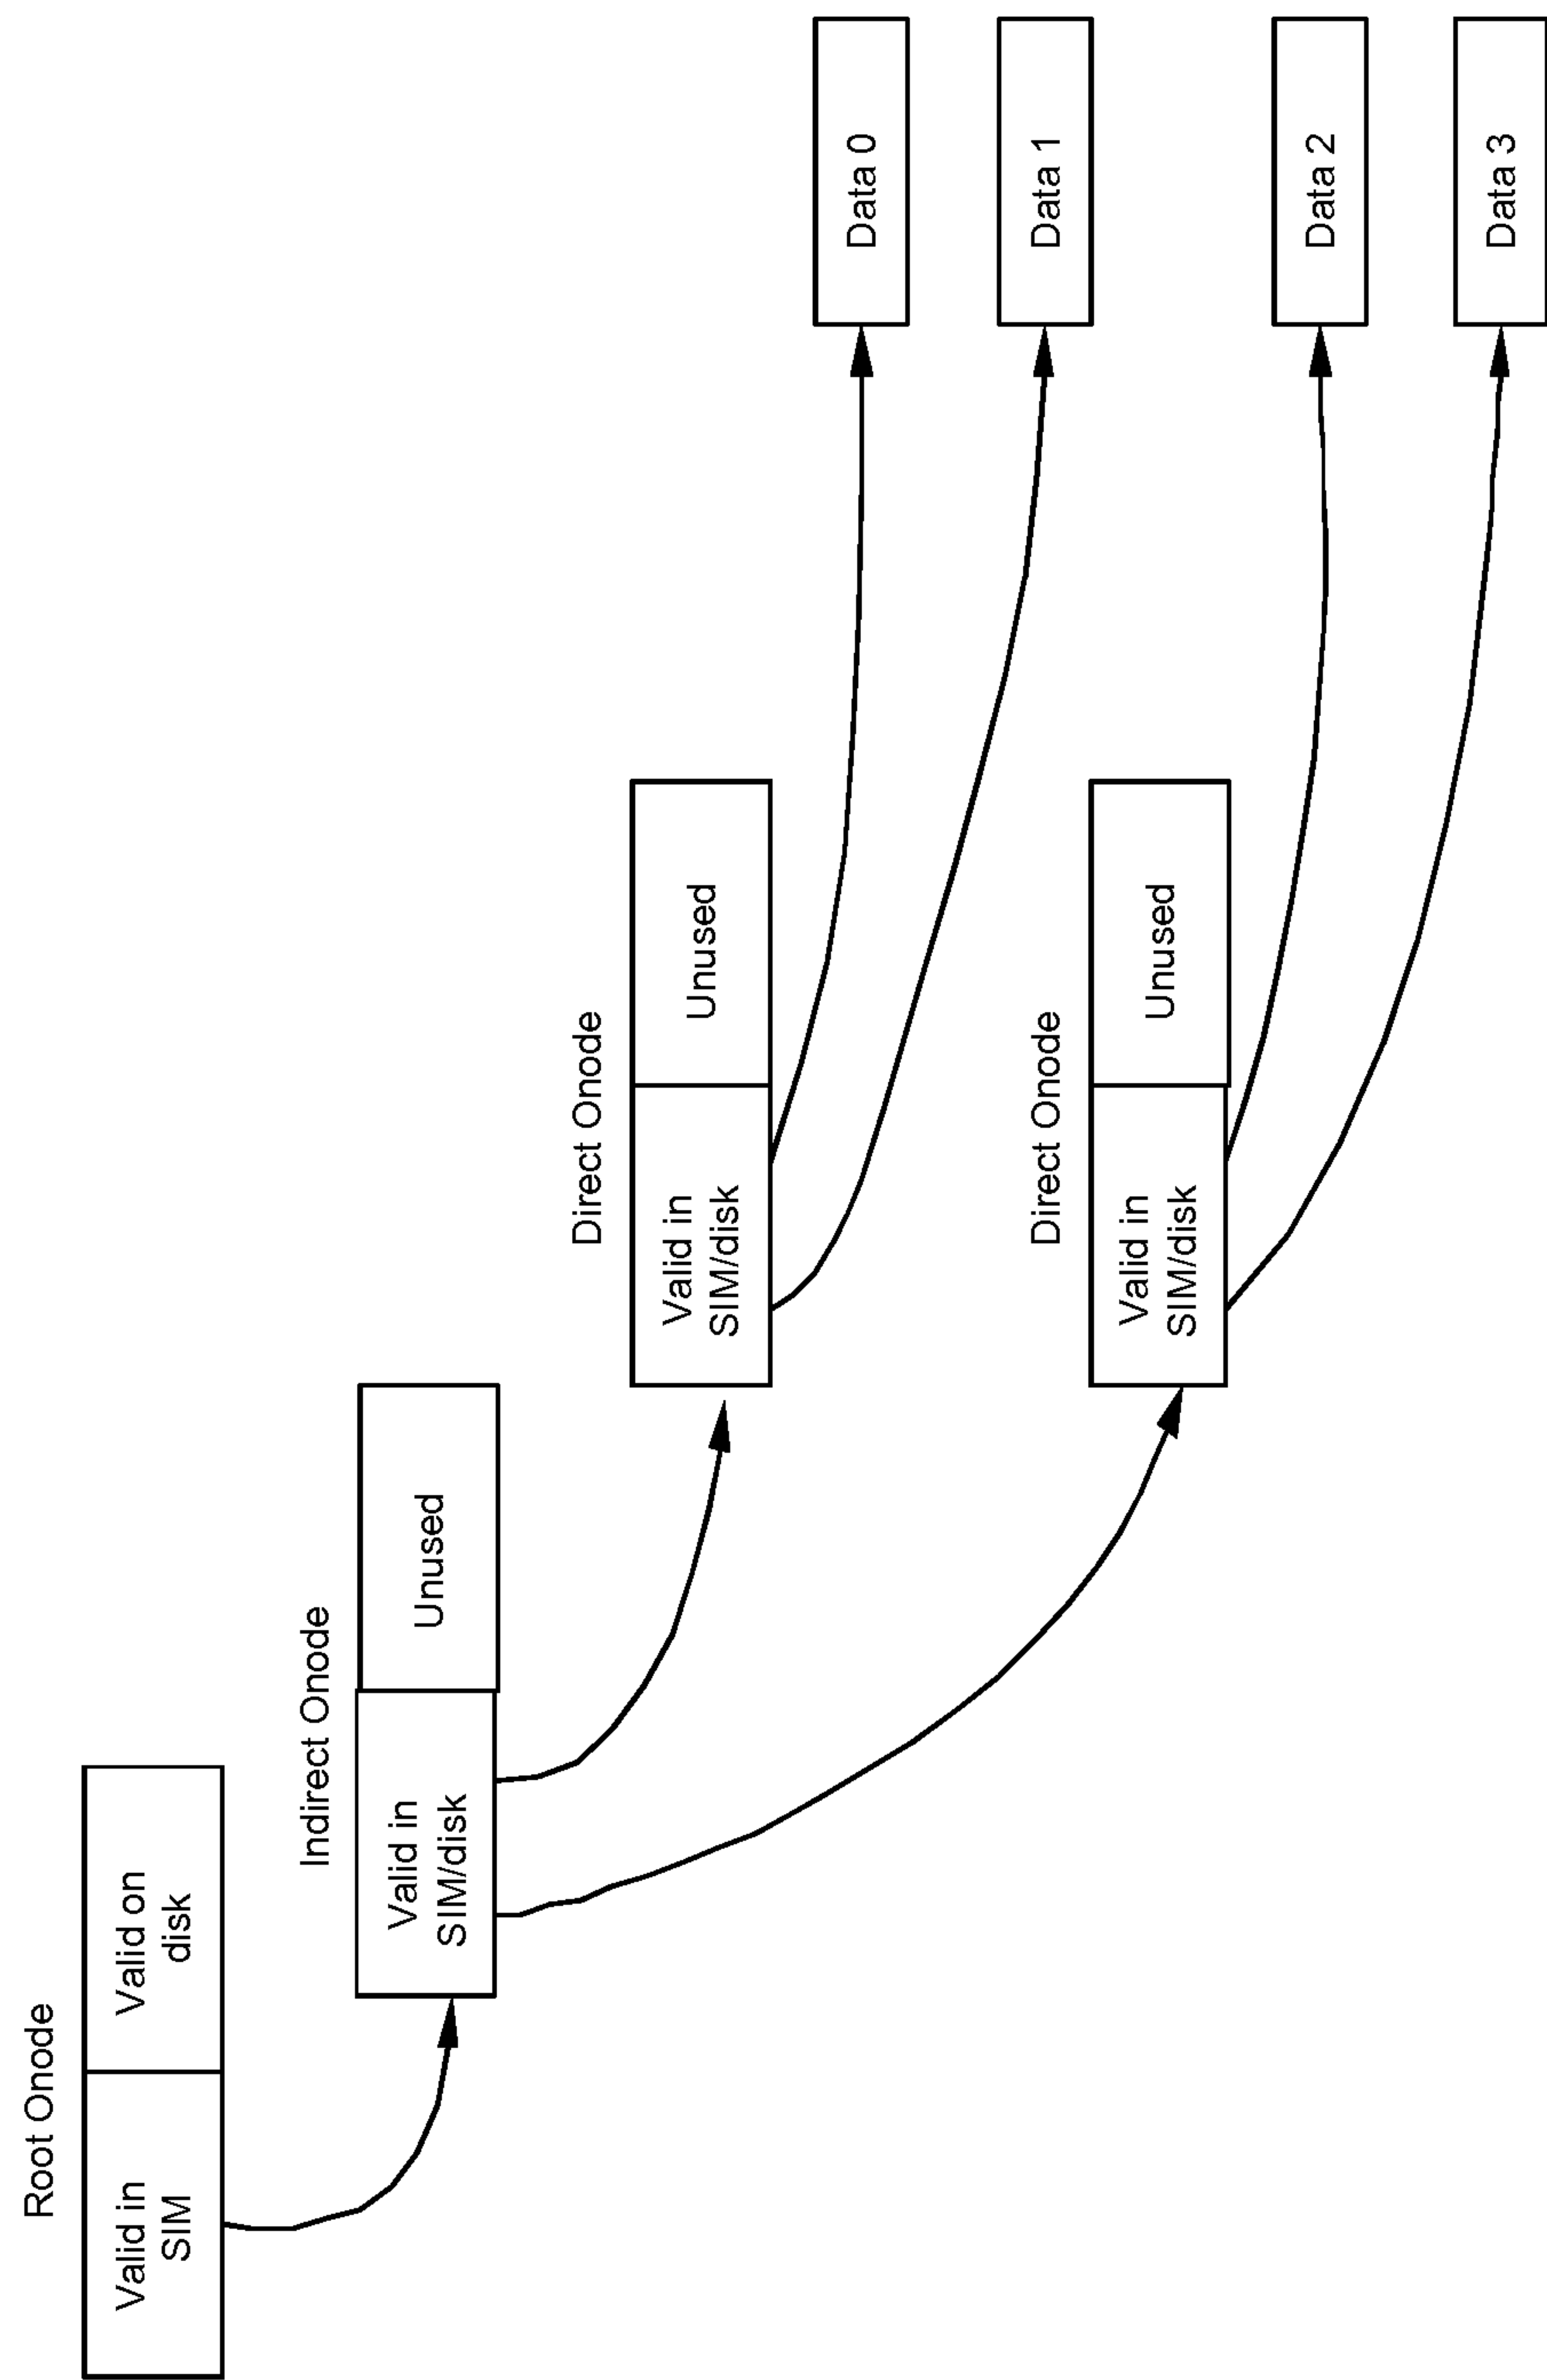 Root Onode
Valid in
SIM
Valid on
disk
Indirect Onode
Valid in
SIM/disk
Unused
Direct Onode
Valid in
SIM/disk
Unused
Data 0
Data 1
Direct Onode
Valid in
SIM/disk
Unused
Data 2
Data 3